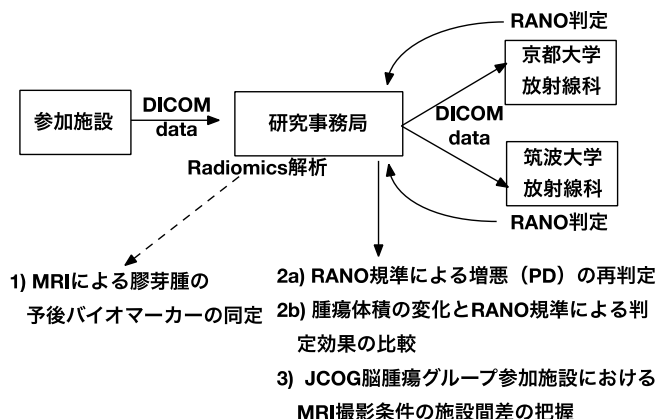 RANO判定
京都大学
放射線科
DICOM
data
参加施設
研究事務局
DICOM
data
Radiomics解析
筑波大学
放射線科
RANO判定
1) MRIによる膠芽腫の
予後バイオマーカーの同定
2a) RANO規準による増悪（PD）の再判定
2b) 腫瘍体積の変化とRANO規準による判
定効果の比較
3) JCOG脳腫瘍グループ参加施設における
MRI撮影条件の施設間差の把握